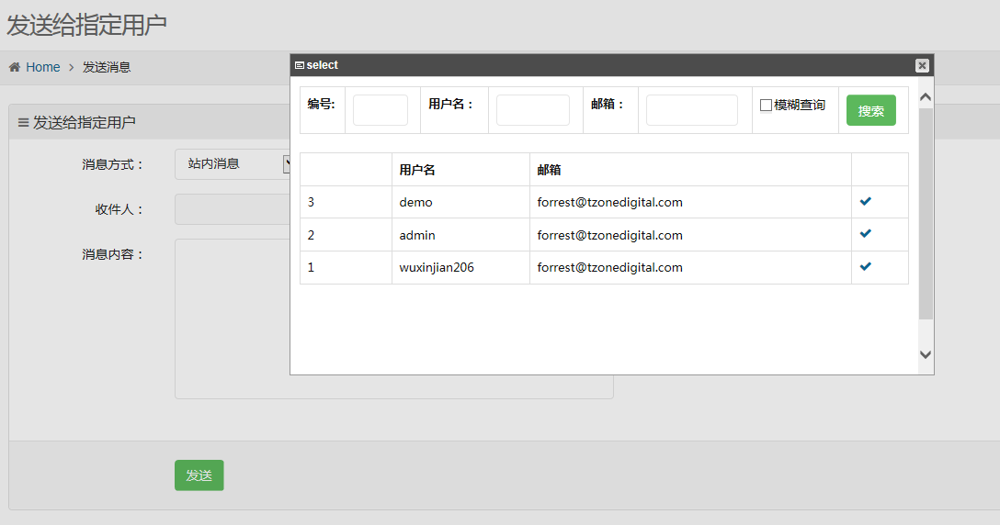 发送给指定用户
Home > 发送消息
发送给指定用户
消息方式： 站内消息
收件人：
消息内容：
发送
select
编号: 用户名： 邮箱： 模糊查询 搜索
用户名 邮箱
3 demo forrest@tzonedigital.com
2 admin forrest@tzonedigital.com
1 wuxinjian206 forrest@tzonedigital.com